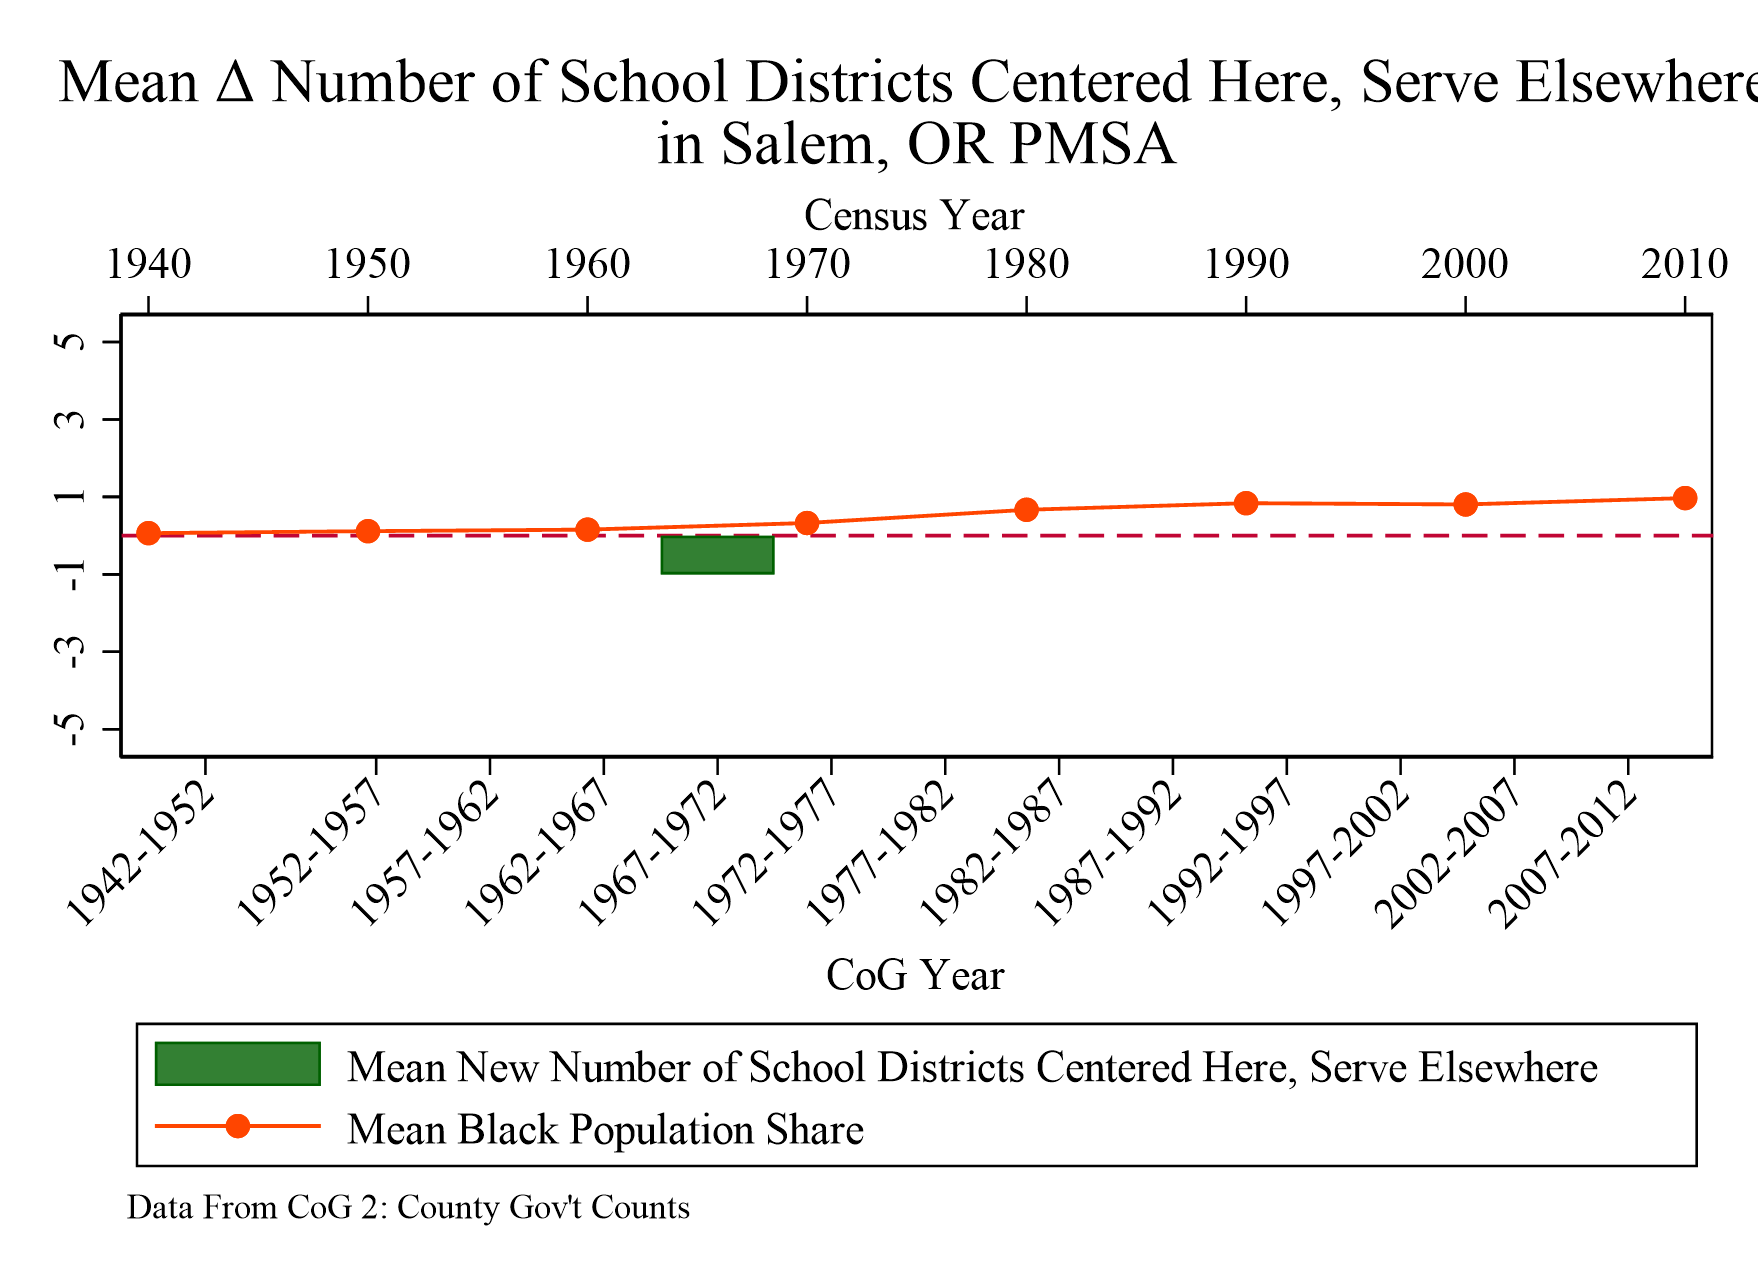 Mean Δ Number of School Districts Centered Here, Serve Elsewhere
in Salem, OR PMSA
Census Year
1940 1950 1960 1970 1980 1990 2000 2010
5
3
1
-1
-3
-5
1942-1952 1952-1957 1957-1962 1962-1967 1967-1972 1972-1977 1977-1982 1982-1987 1987-1992 1992-1997 1997-2002 2002-2007 2007-2012
CoG Year
Mean New Number of School Districts Centered Here, Serve Elsewhere
Mean Black Population Share
Data From CoG 2: County Gov't Counts